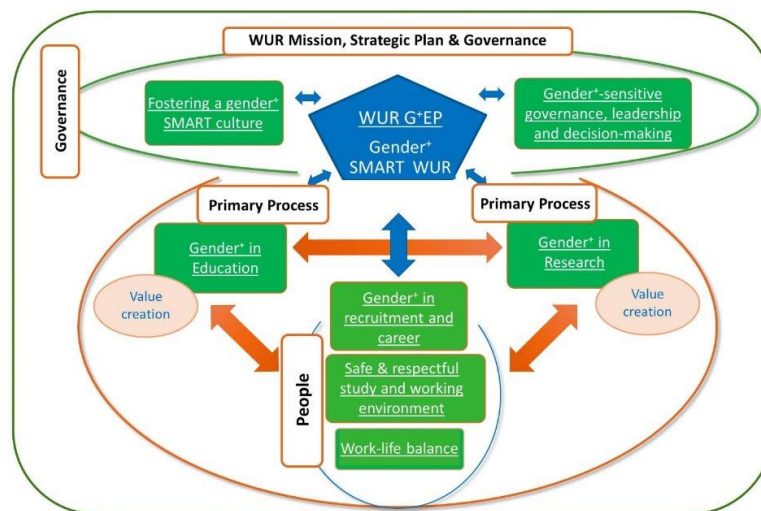 WUR Mission, Strategic Plan & Governance
Governance
Fostering a gender⁺
SMART culture
WUR G⁺EP
Gender⁺
SMART WUR
Gender⁺-sensitive
governance, leadership
and decision-making
Primary Process
Primary Process
Gender⁺ in
Education
Gender⁺ in
Research
Value
creation
Value
creation
People
Gender⁺ in
recruitment and
career
Safe & respectful
study and working
environment
Work-life balance